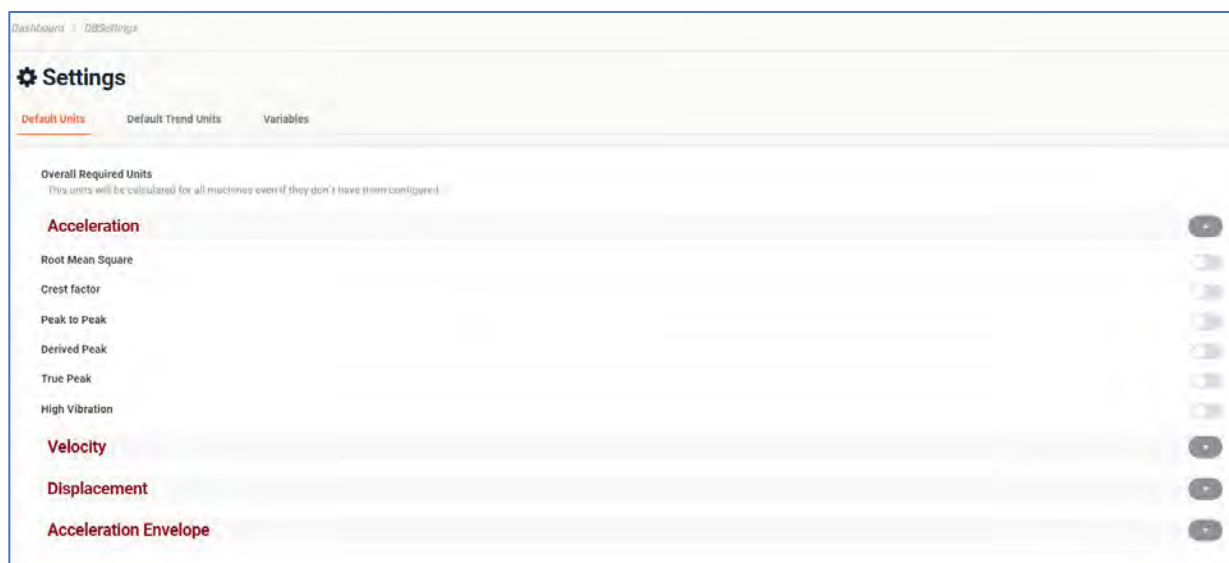 Dashboard > DBSettings
Settings
Default Units Default Trend Units Variables
Overall Required Units
This units will be calculated for all machines even if they don't have them configured
Acceleration
Root Mean Square
Crest factor
Peak to Peak
Derived Peak
True Peak
High Vibration
Velocity
Displacement
Acceleration Envelope